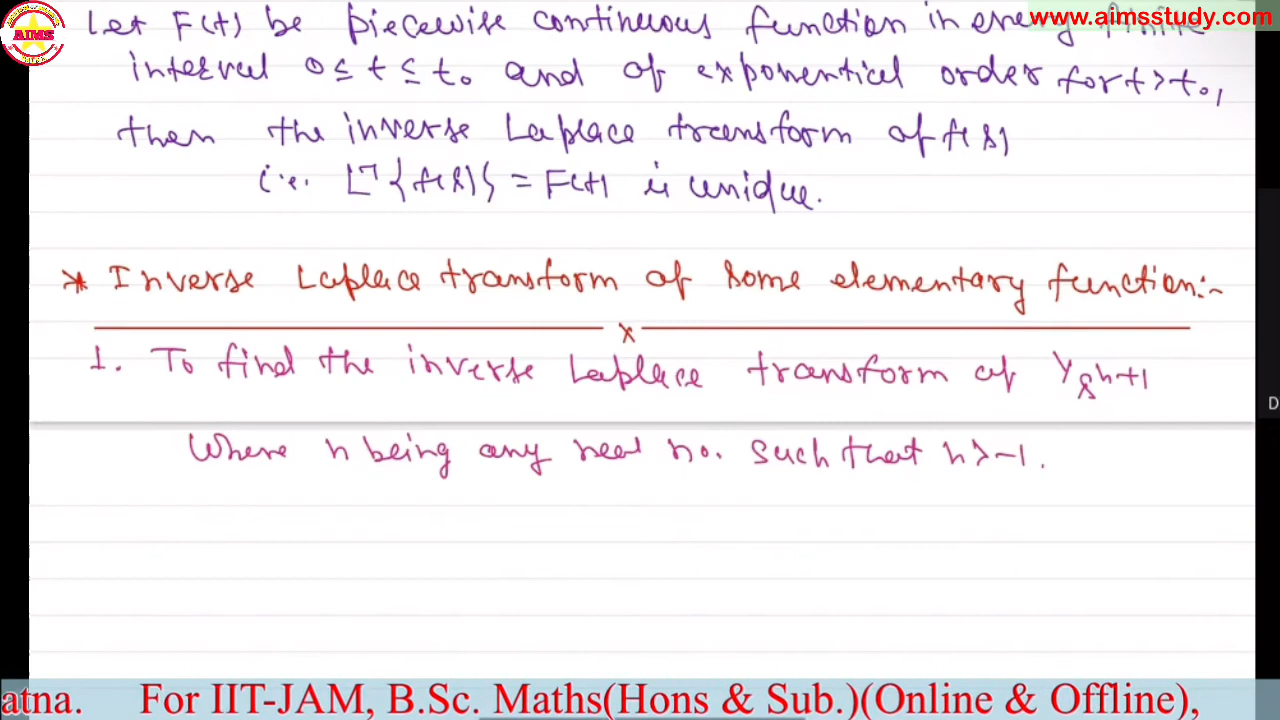 AIMS
www.aimsstudy.com
Let F(t) be piecewise continuous function in every finite
interval 0 ≤ t ≤ t₀ and of exponential order for t > t₀,
then the inverse Laplace transform of f(s)
i.e. L⁻¹{f(s)} = F(t) is unique.
* Inverse Laplace transform of some elementary function:-
x
1. To find the inverse Laplace transform of 1/sⁿ⁺¹
Where n being any real no. such that n > -1.
D
atna. For IIT-JAM, B.Sc. Maths(Hons & Sub.)(Online & Offline),